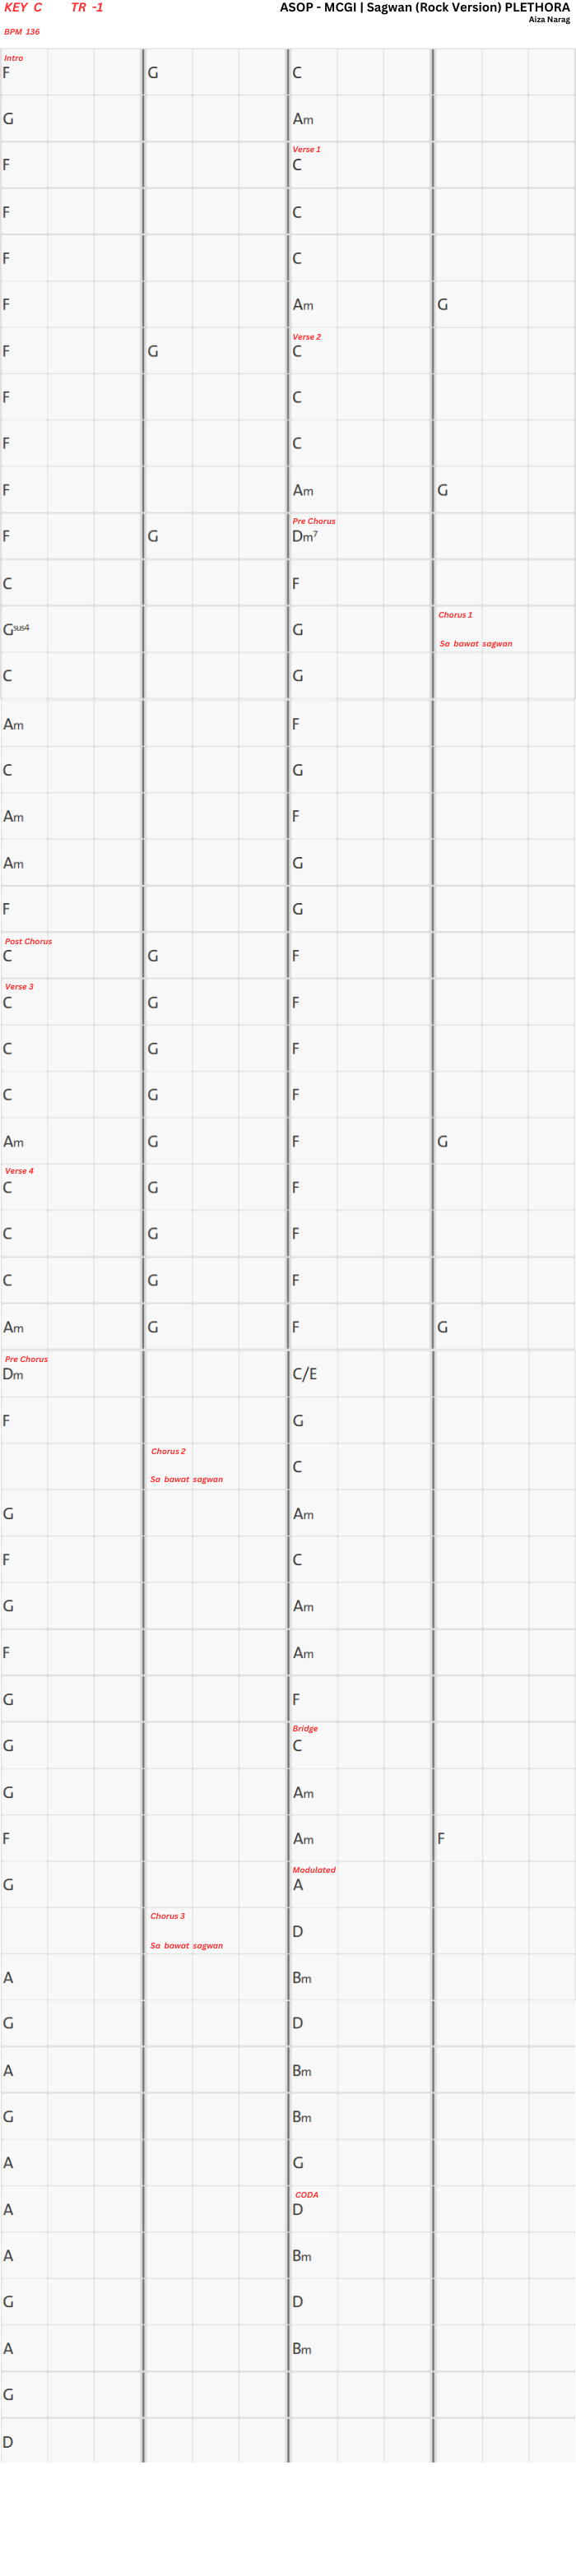 KEY C TR -1 ASOP - MCGI | Sagwan (Rock Version) PLETHORA
Aiza Narag
BPM 136
Intro
F G C
G Am
Verse 1
F C
F C
F C
F Am G
Verse 2
F G C
F C
F C
F Am G
Pre Chorus
F G Dm7
C F
Chorus 1
Gsus4 G
Sa bawat sagwan
C G
Am F
C G
Am F
Am G
F G
Post Chorus
C G F
Verse 3
C G F
C G F
C G F
Am G F G
Verse 4
C G F
C G F
C G F
Am G F G
Pre Chorus
Dm C/E
F G
Chorus 2
C
Sa bawat sagwan
G Am
F C
G Am
F Am
G F
Bridge
G C
G Am
F Am F
Modulated
G A
Chorus 3
D
Sa bawat sagwan
A Bm
G D
A Bm
G Bm
A G
CODA
A D
A Bm
G D
A Bm
G
D